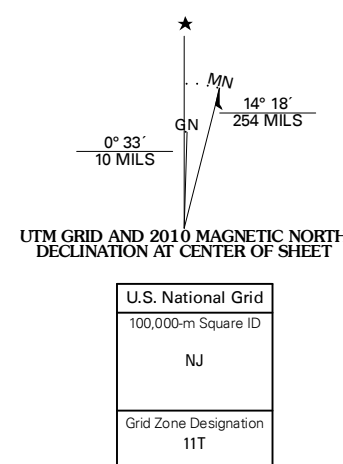 MN
GN
14° 18´
254 MILS
0° 33´
10 MILS
UTM GRID AND 2010 MAGNETIC NORTH
DECLINATION AT CENTER OF SHEET
U.S. National Grid
100,000-m Square ID
NJ
Grid Zone Designation
11T